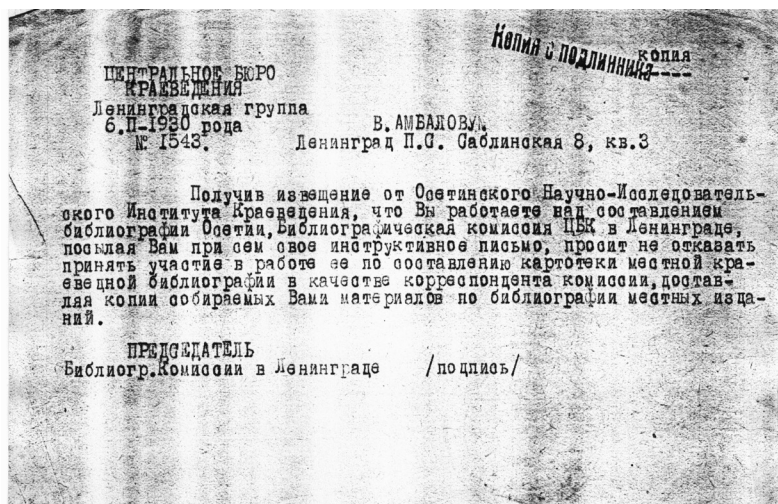 Копия с подлинника
копия
ЦЕНТРАЛЬНОЕ БЮРО
КРАЕВЕДЕНИЯ
Ленинградская группа
6.II-1930 года
№ 1543.
В. АМБАЛОВУ.
Ленинград П.С. Саблинская 8, кв.3
Получив извещение от Осетинского Научно-Исследователь-
ского Института Краеведения, что Вы работаете над составлением
библиографии Осетии, Библиографическая комиссия ЦБК в Ленинграде,
посылая Вам при сем свое инструктивное письмо, просит не отказать
принять участие в работе ее по составлению картотеки местной кра-
еведной библиографии в качестве корреспондента комиссии, достав-
ляя копии собираемых Вами материалов по библиографии местных изда-
ний.
ПРЕДСЕДАТЕЛЬ
Библиогр.Комиссии в Ленинграде /подпись/